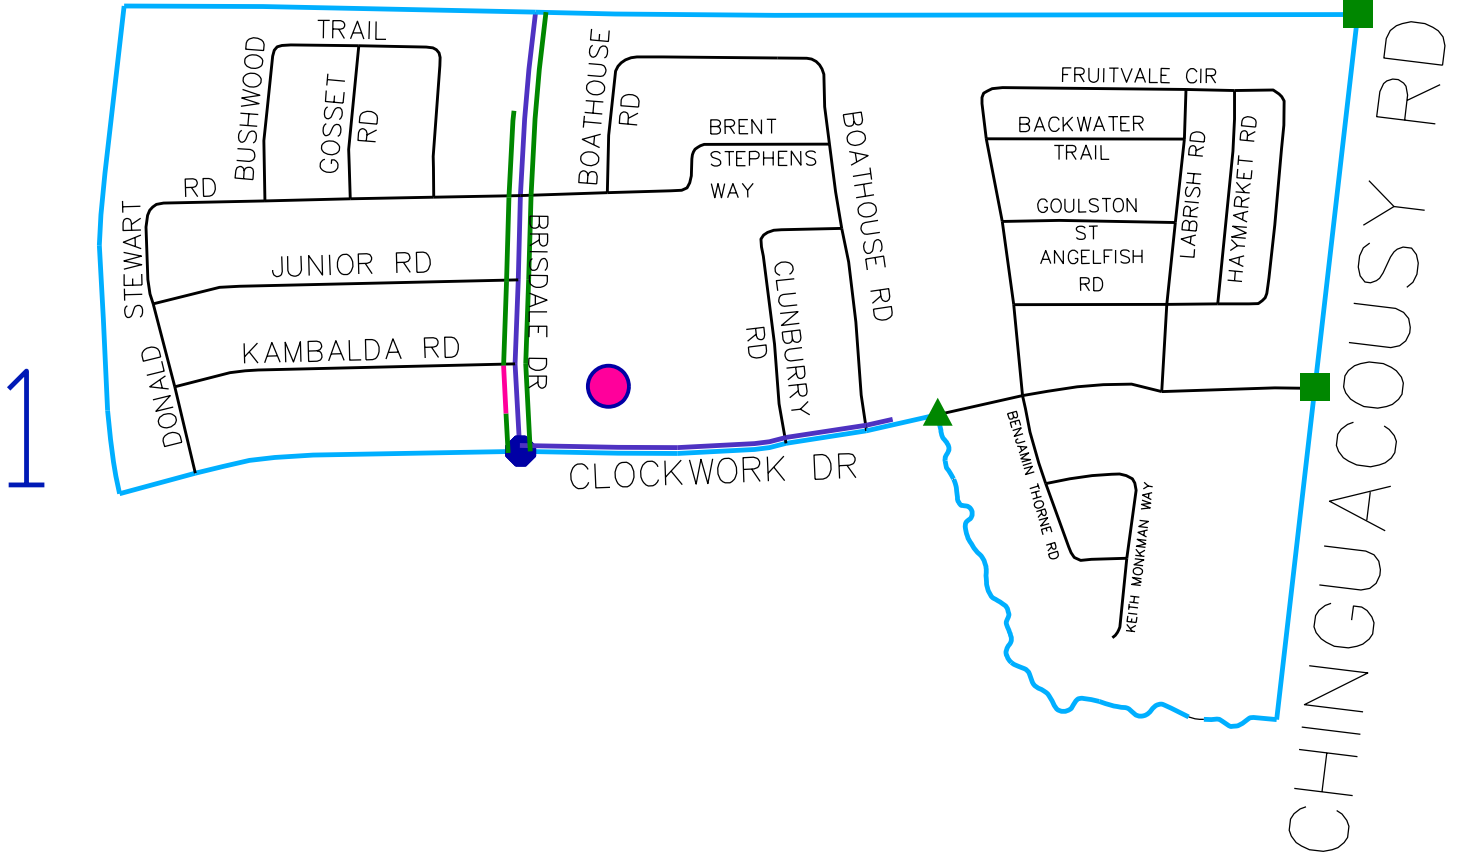 TRAIL
BUSHWOOD
GOSSET
RD
BOATHOUSE
RD
FRUITVALE CIR
BACKWATER
TRAIL
LABRISH RD
HAYMARKET RD
GOULSTON
ST
ANGELFISH
RD
BRENT
STEPHENS
WAY
BOATHOUSE RD
RD
STEWART
DONALD
JUNIOR RD
KAMBALDA RD
BRISDALE DR
CLUNBURRY
RD
CLOCKWORK DR
BENJAMIN THORNE RD
KEITH MONKMAN WAY
CHINGUACOUSY RD
1